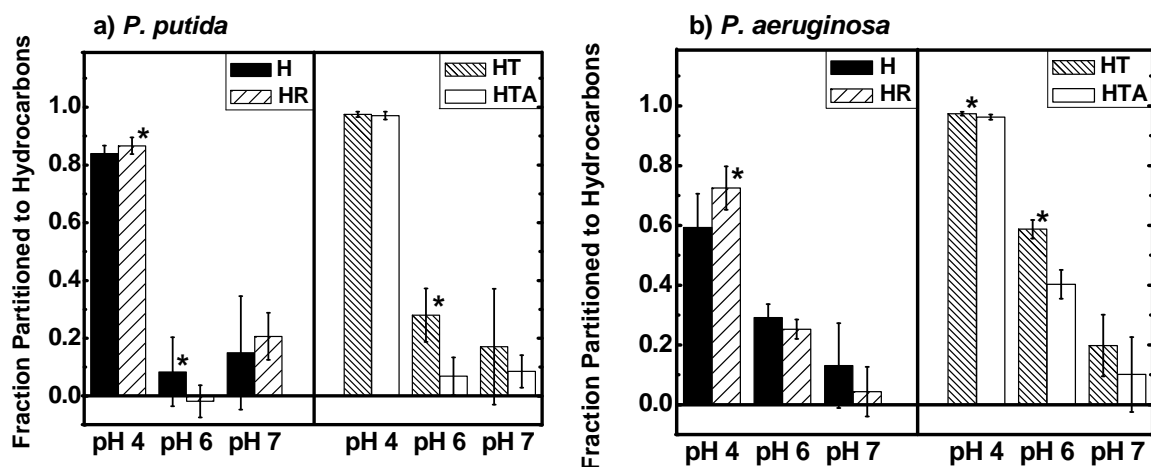 a) P. putida
H
HR
HT
HTA
Fraction Partitioned to Hydrocarbons
1.0
0.8
0.6
0.4
0.2
0.0
*
*
*
pH 4 pH 6 pH 7 pH 4 pH 6 pH 7
b) P. aeruginosa
H
HR
HT
HTA
Fraction Partitioned to Hydrocarbons
1.0
0.8
0.6
0.4
0.2
0.0
*
*
*
pH 4 pH 6 pH 7 pH 4 pH 6 pH 7